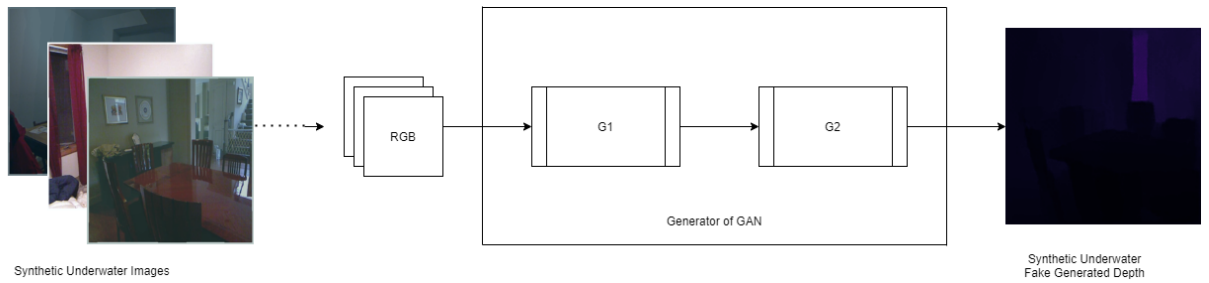 RGB
G1
G2
Generator of GAN
Synthetic Underwater Images
Synthetic Underwater
Fake Generated Depth